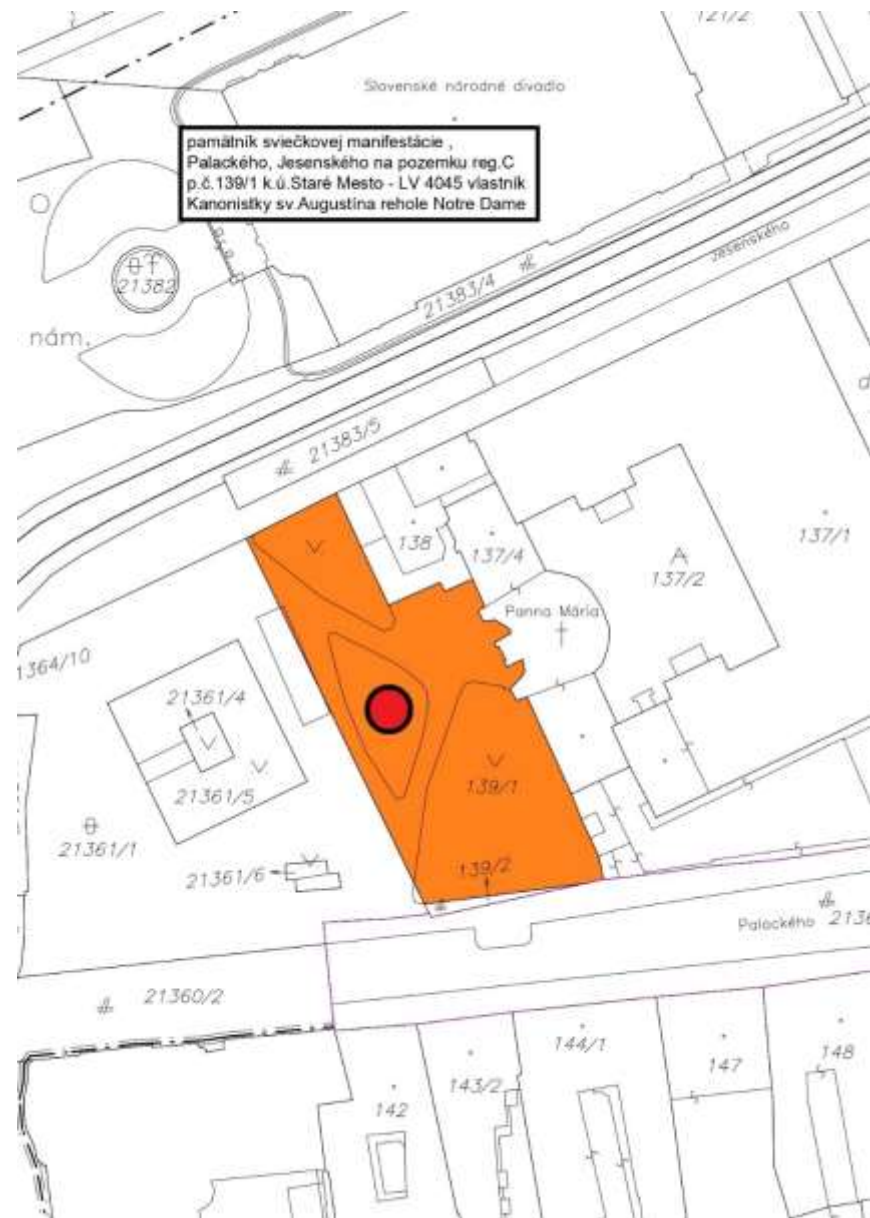 121/2
Slovenské národné divadlo
památník sviečkovej manifestácie ,
Palackého, Jesenského na pozemku reg.C
p.č.139/1 k.ú.Staré Mesto - LV 4045 vlastník
Kanonistky sv.Augustína rehole Notre Dame
Jesenského
21382
21383/4
nám.
21383/5
138
137/4
137/1
137/2
Panna Mária
1364/10
21361/4
21361/5
139/1
21361/1
21361/6
139/2
Palackého
2136
21360/2
144/1
147
148
143/2
142